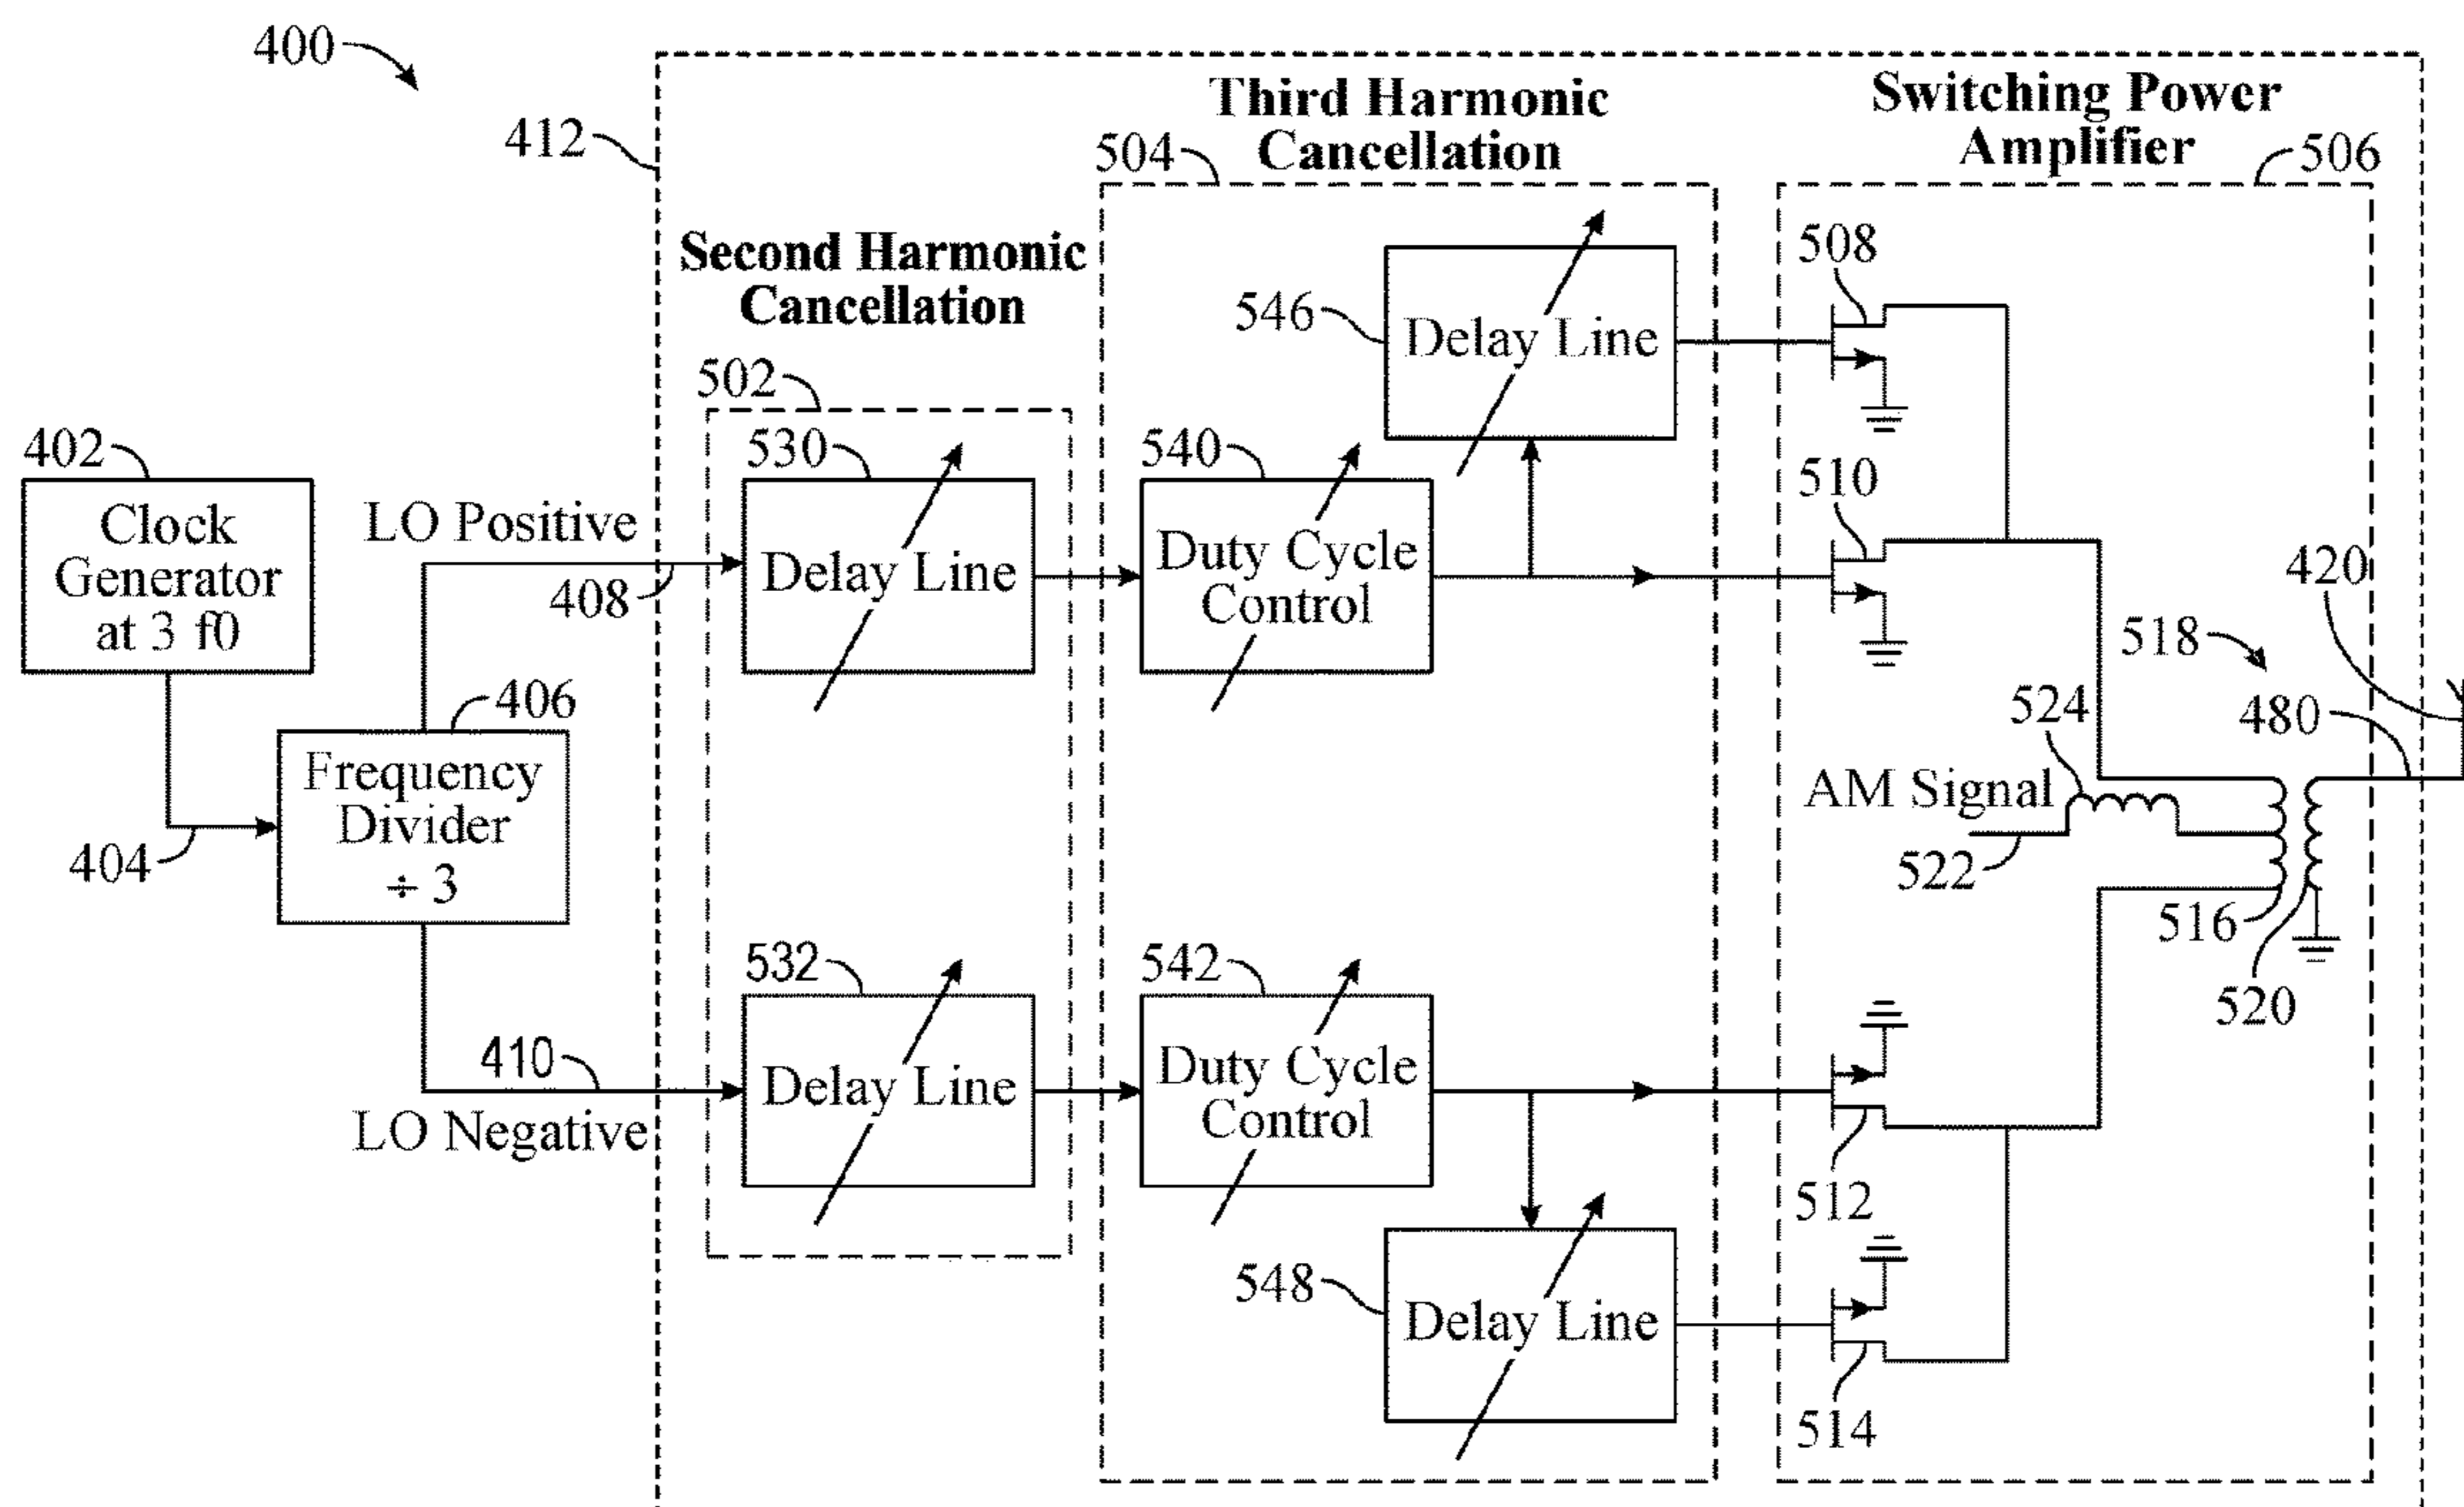 400
412
Third Harmonic
Cancellation
504
Switching Power
Amplifier
506
Second Harmonic
Cancellation
502
546
Delay Line
508
402
Clock
Generator
at 3 f0
LO Positive
408
530
Delay Line
540
Duty Cycle
Control
510
420
518
480
406
Frequency
Divider
÷ 3
404
524
AM Signal
522
516
520
410
LO Negative
532
Delay Line
542
Duty Cycle
Control
512
548
Delay Line
514